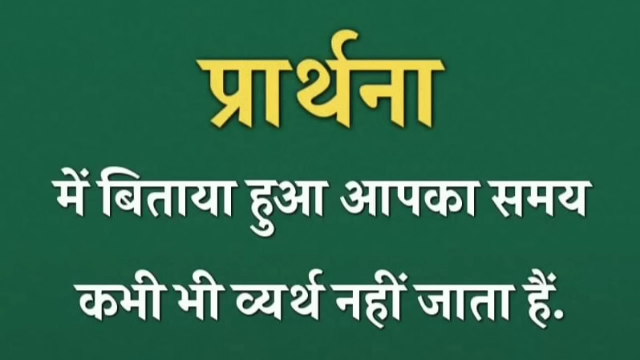 प्रार्थना
में बिताया हुआ आपका समय
कभी भी व्यर्थ नहीं जाता हैं.